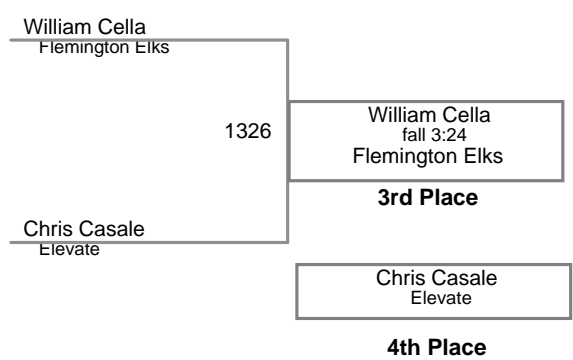 William Cella
Flemington Elks
1326
William Cella
fall 3:24
Flemington Elks
3rd Place
Chris Casale
Elevate
Chris Casale
Elevate
4th Place